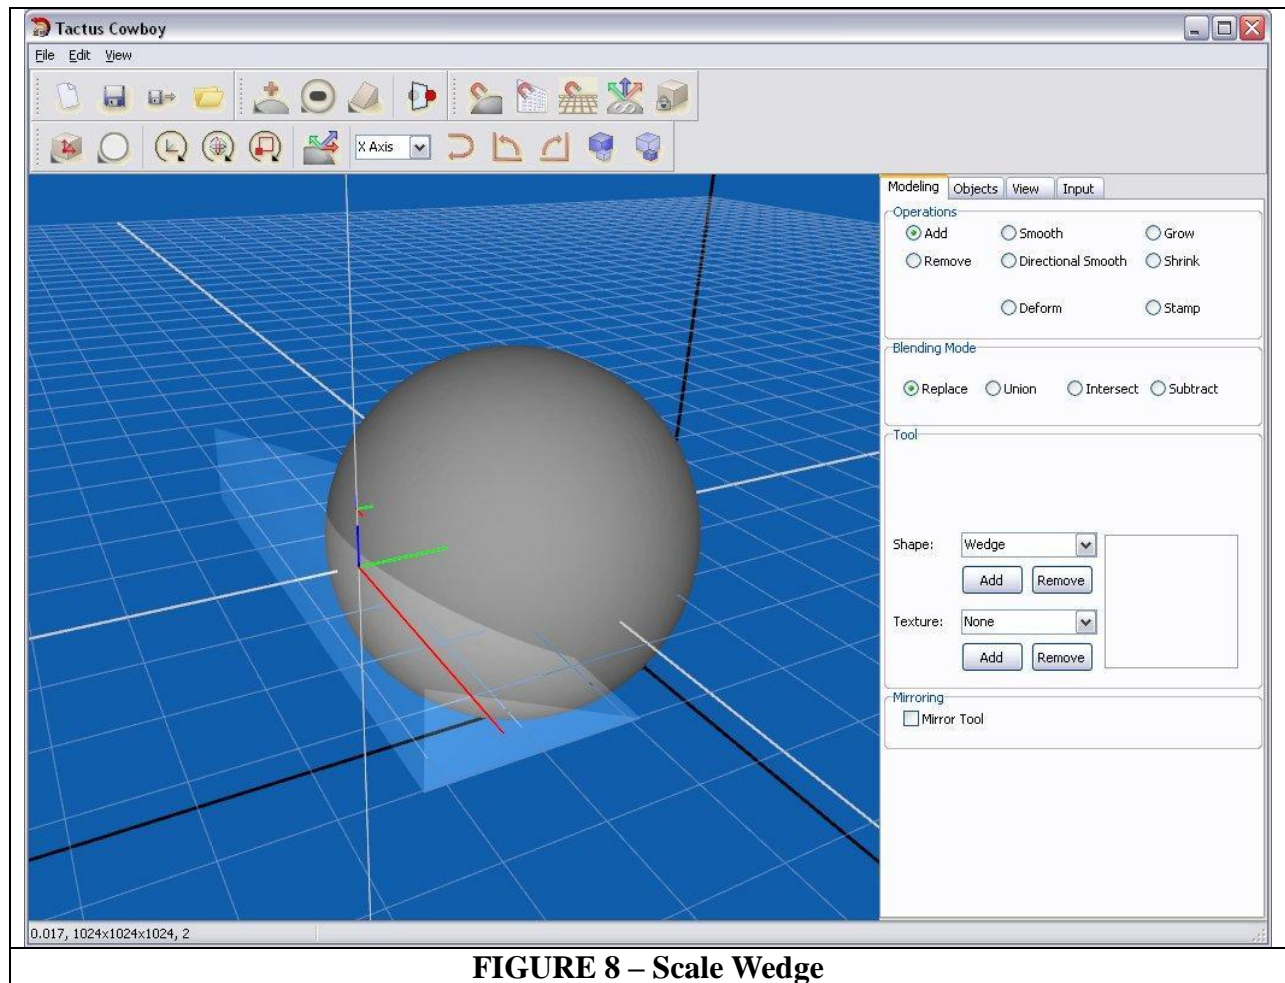 Tactus Cowboy
File Edit View
X Axis
Modeling Objects View Input
Operations
Add Smooth Grow
Remove Directional Smooth Shrink
Deform Stamp
Blending Mode
Replace Union Intersect Subtract
Tool
Shape: Wedge
Add Remove
Texture: None
Add Remove
Mirroring
Mirror Tool
0.017, 1024x1024x1024, 2
FIGURE 8 – Scale Wedge